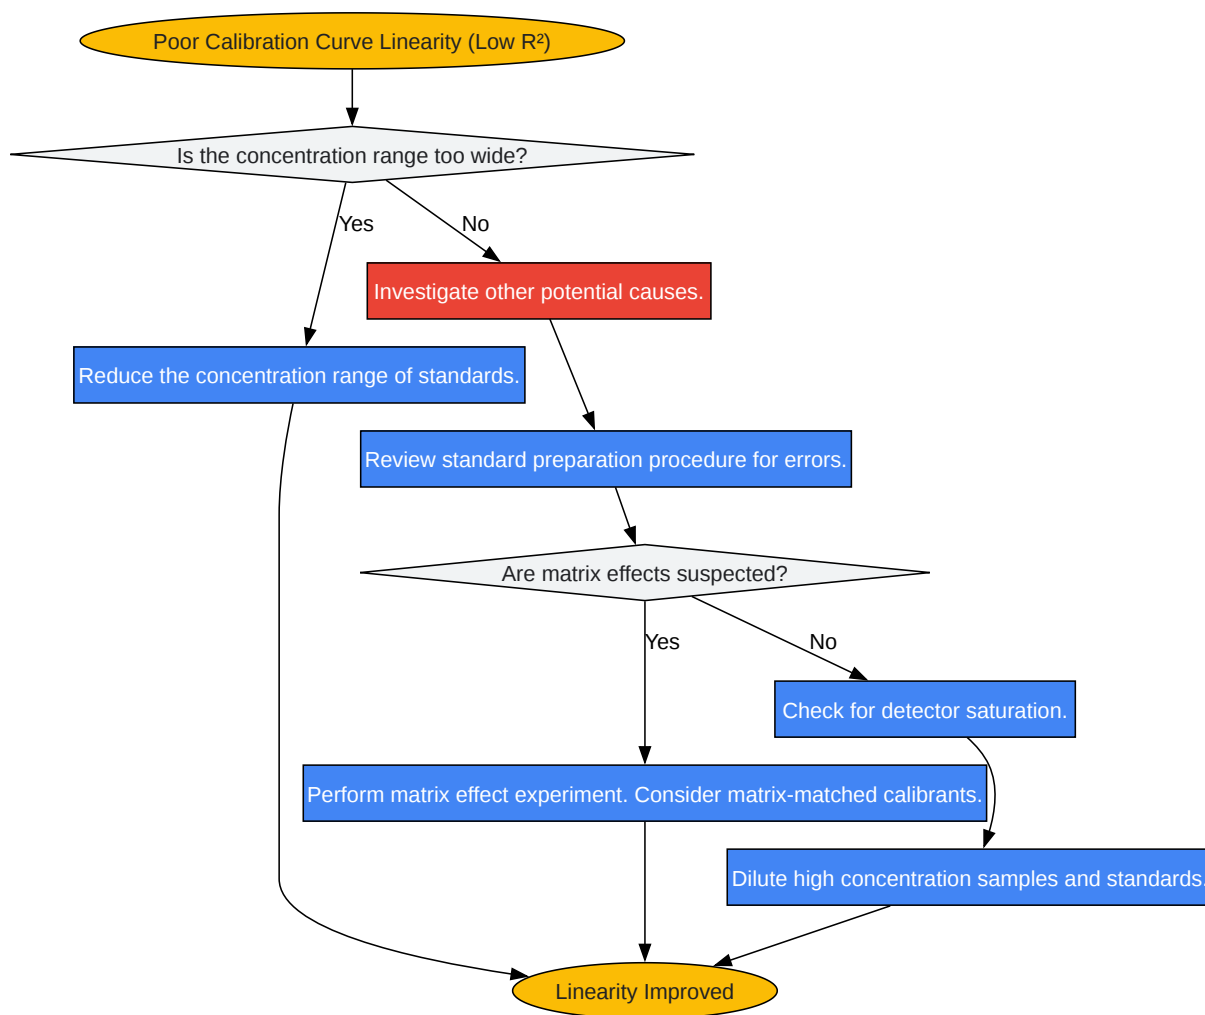 Poor Calibration Curve Linearity (Low R²)
Is the concentration range too wide?
Yes
No
Investigate other potential causes.
Reduce the concentration range of standards.
Review standard preparation procedure for errors.
Are matrix effects suspected?
Yes
No
Check for detector saturation.
Perform matrix effect experiment. Consider matrix-matched calibrants.
Dilute high concentration samples and standards.
Linearity Improved